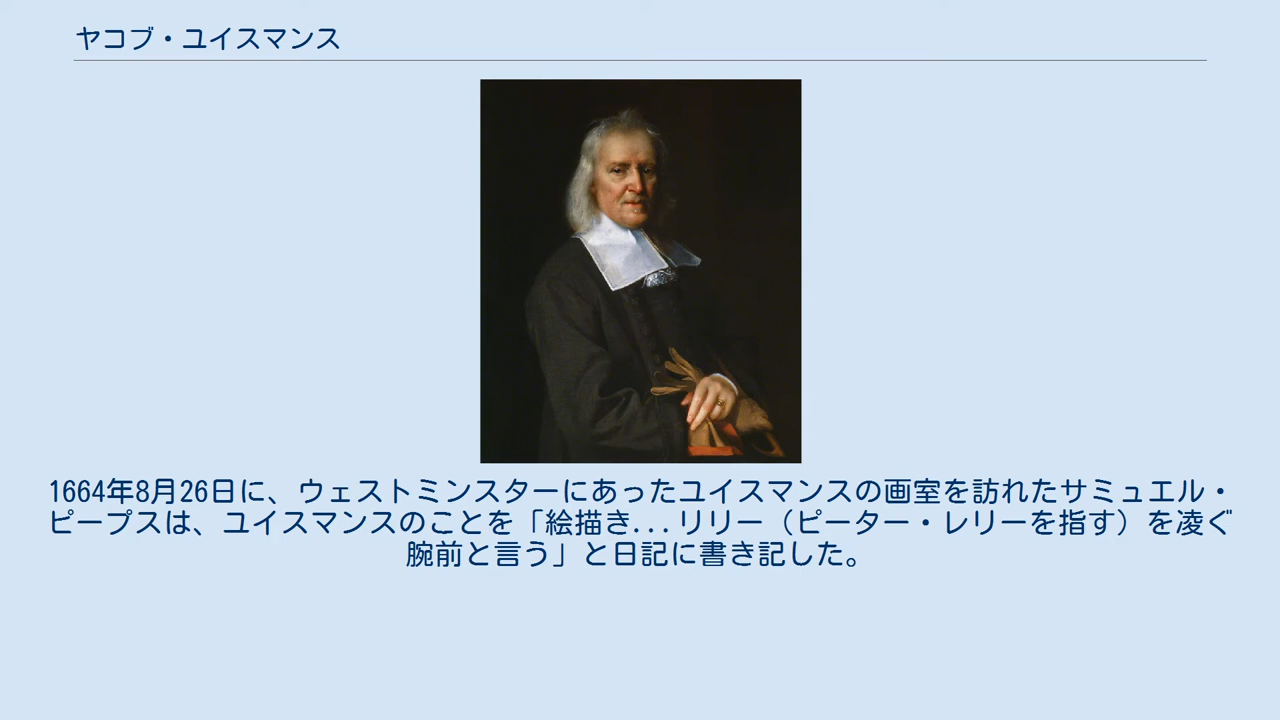 ヤコブ・ユイスマンス
1664年8月26日に、ウェストミンスターにあったユイスマンスの画室を訪れたサミュエル・
ピープスは、ユイスマンスのことを「絵描き...リリー（ピーター・レリーを指す）を凌ぐ
腕前と言う」と日記に書き記した。